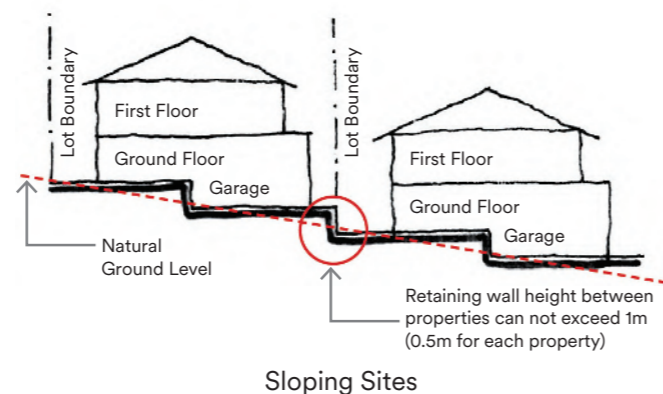 Lot Boundary
First Floor
Ground Floor
Garage
Lot Boundary
First Floor
Ground Floor
Garage
Natural
Ground Level
Retaining wall height between
properties can not exceed 1m
(0.5m for each property)
Sloping Sites